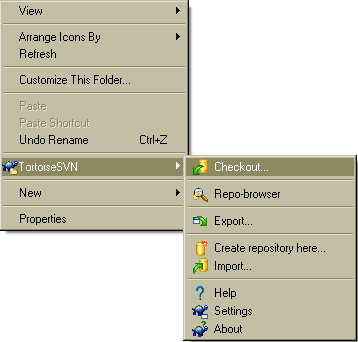 View
Arrange Icons By
Refresh
Customize This Folder...
Paste
Paste Shortcut
Undo Rename Ctrl+Z
TortoiseSVN
New
Properties
Checkout...
Repo-browser
Export...
Create repository here...
Import...
Help
Settings
About